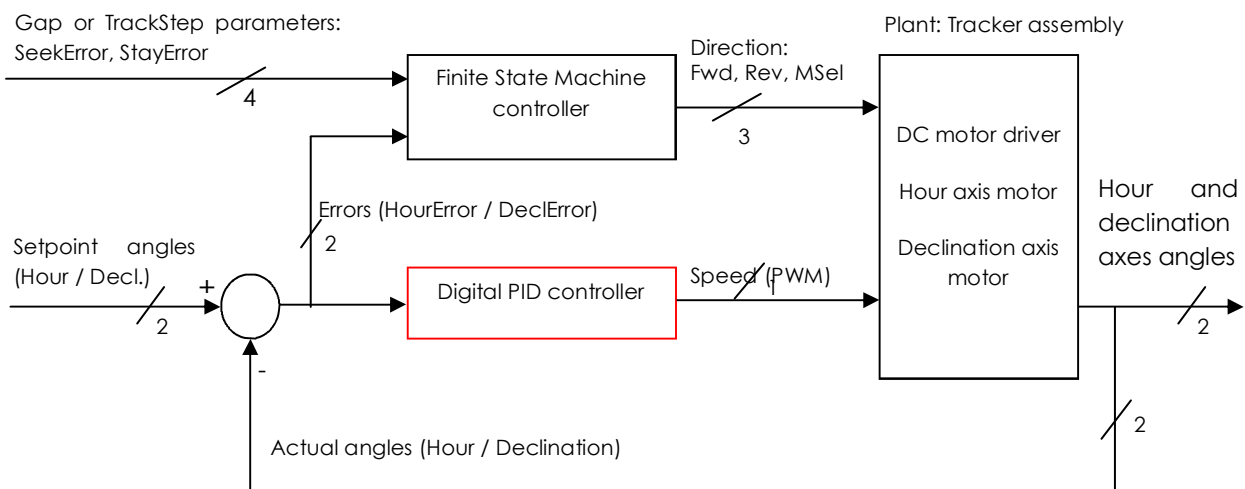 Gap or TrackStep parameters:
SeekError, StayError
4
Finite State Machine
controller
Direction:
Fwd, Rev, MSel
3
Plant: Tracker assembly
DC motor driver
Hour axis motor
Declination axis
motor
Hour and
declination
axes angles
2
Errors (HourError / DeclError)
2
Setpoint angles
(Hour / Decl.)
2
+
-
Digital PID controller
Speed (PWM)
1
2
Actual angles (Hour / Declination)